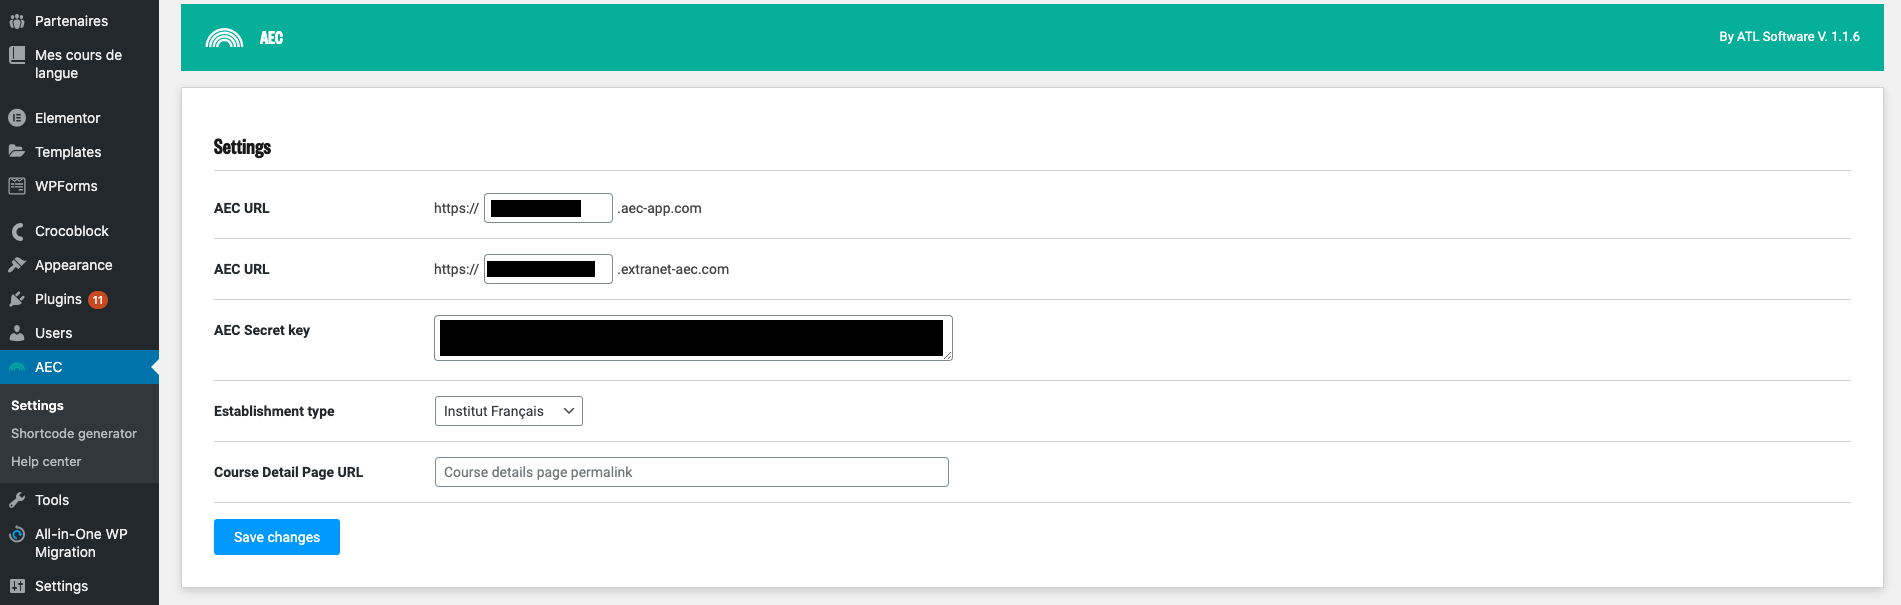 Partenaires
Mes cours de
langue
Elementor
Templates
WPForms
Crocoblock
Appearance
Plugins 11
Users
AEC
Settings
Shortcode generator
Help center
Tools
All-in-One WP
Migration
Settings
AEC
By ATL Software V. 1.1.6
Settings
AEC URL https:// .aec-app.com
AEC URL https:// .extranet-aec.com
AEC Secret key
Establishment type Institut Français
Course Detail Page URL Course details page permalink
Save changes